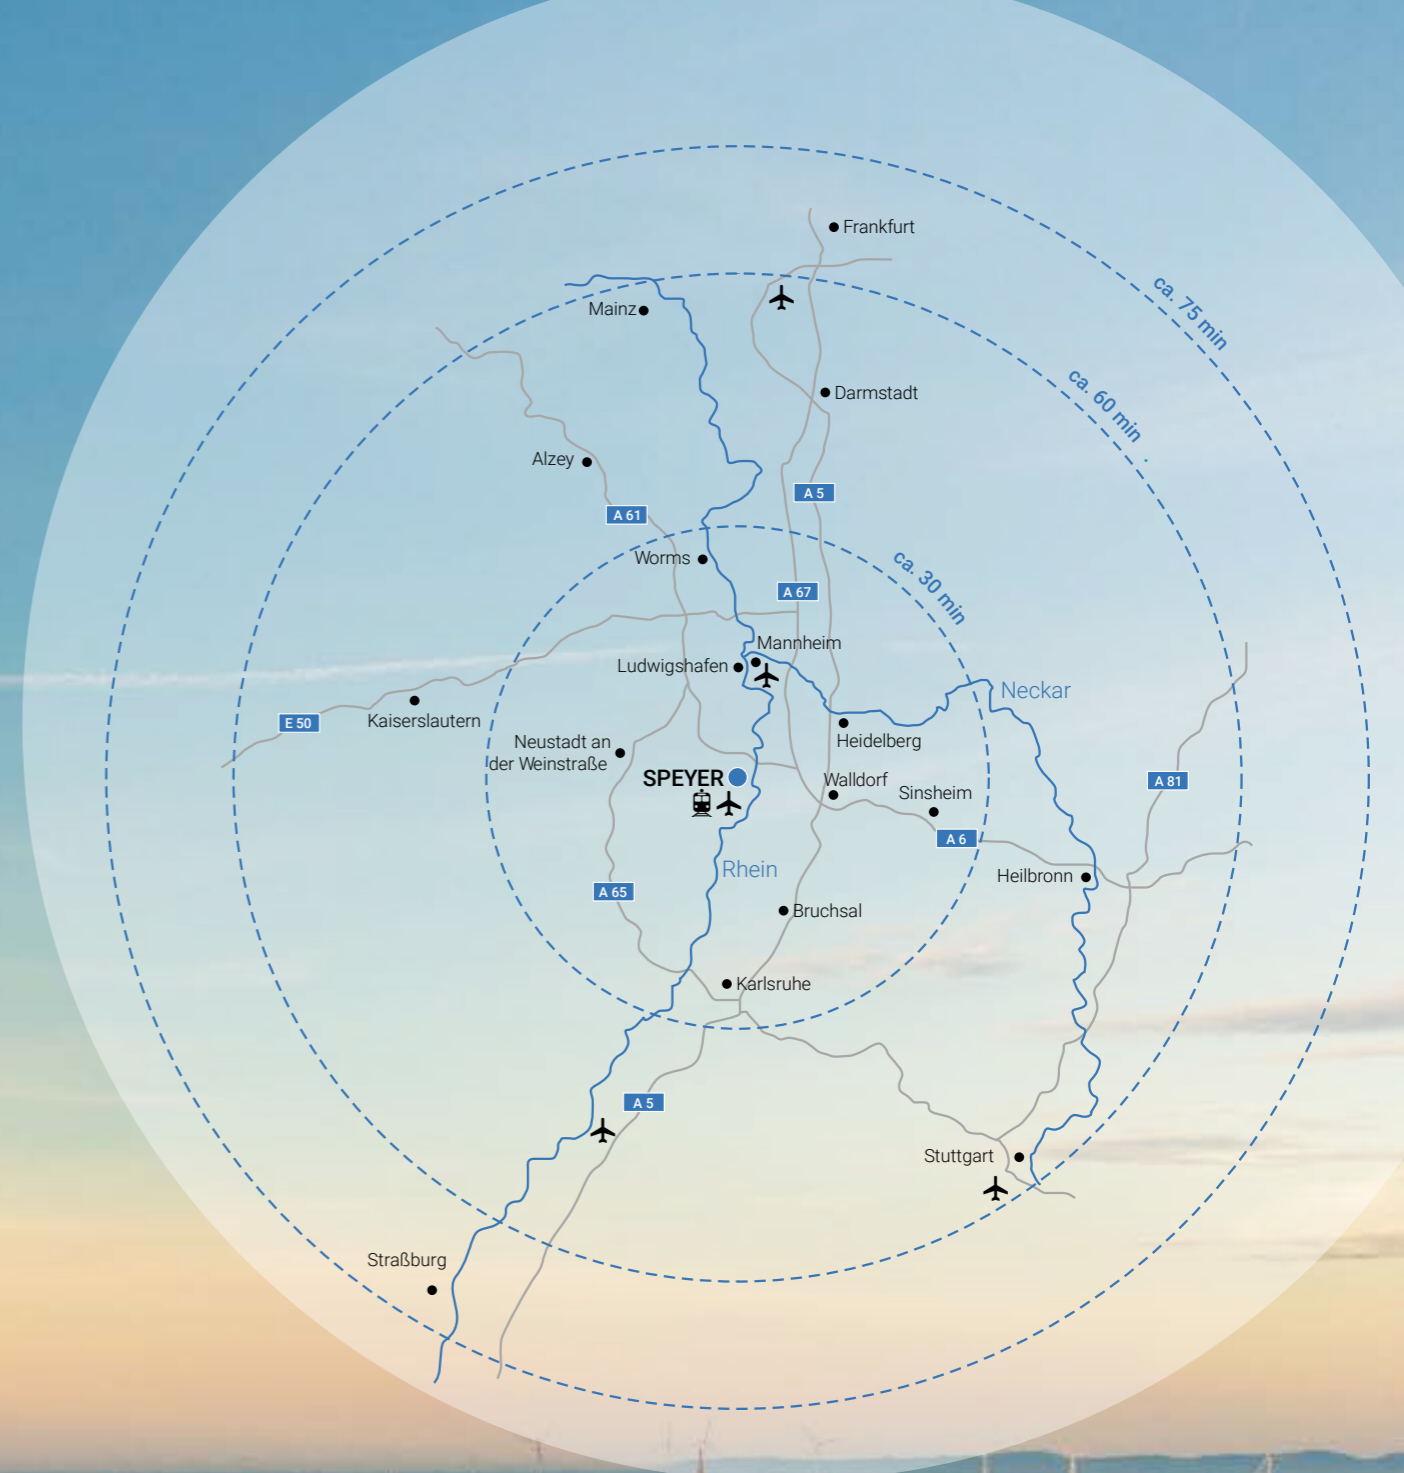 Frankfurt
ca. 75 min
Mainz
ca. 60 min
Darmstadt
Alzey
A 5
A 61
Worms
ca. 30 min
A 67
Mannheim
Ludwigshafen
Neckar
Kaiserslautern
E 50
Heidelberg
Neustadt an
der Weinstraße
SPEYER
Walldorf
A 81
Sinsheim
A 6
Rhein
Heilbronn
A 65
Bruchsal
Karlsruhe
A 5
Stuttgart
Straßburg